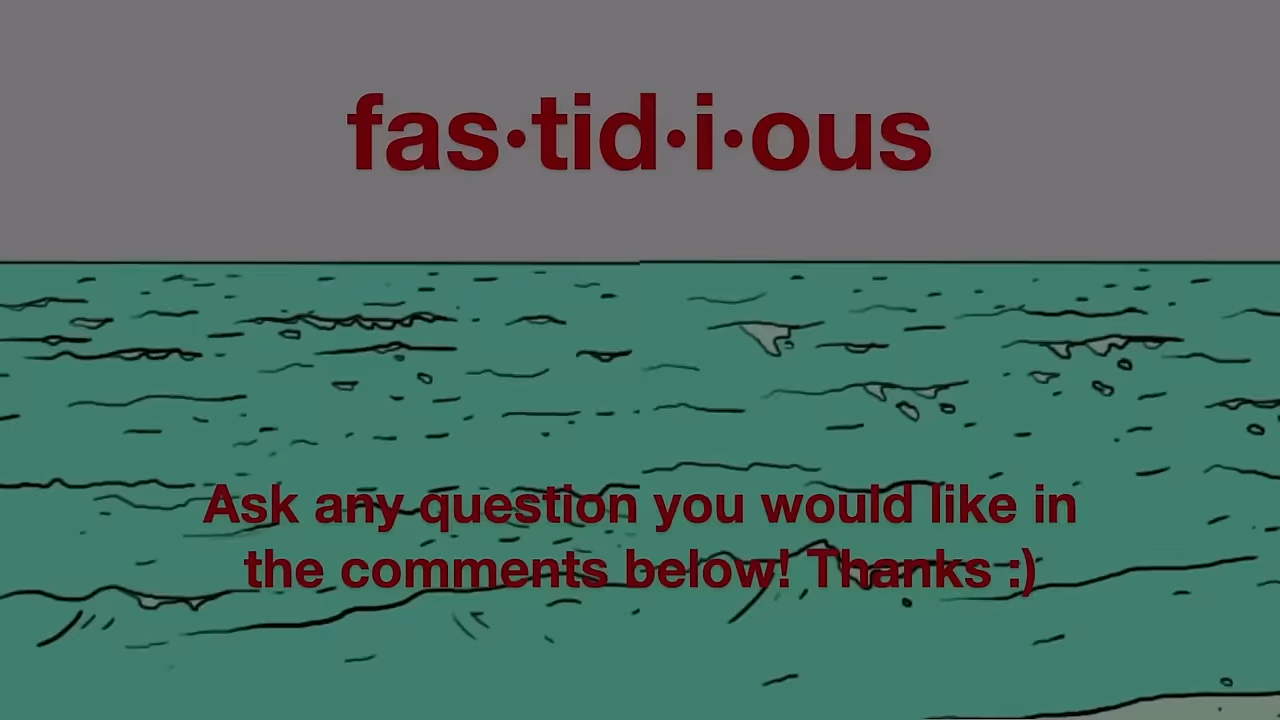 fas·tid·i·ous
Ask any question you would like in
the comments below! Thanks :)